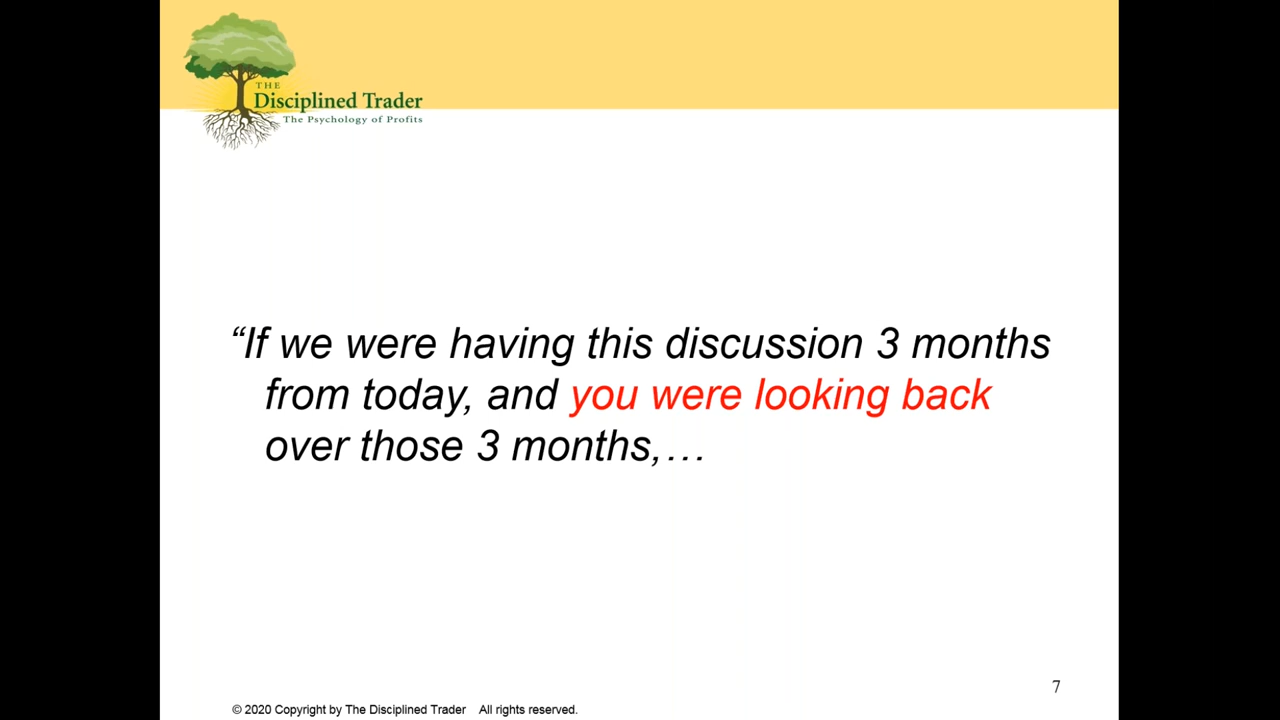 THE
Disciplined Trader
The Psychology of Profits
“If we were having this discussion 3 months
from today, and you were looking back
over those 3 months,…
7
© 2020 Copyright by The Disciplined Trader All rights reserved.